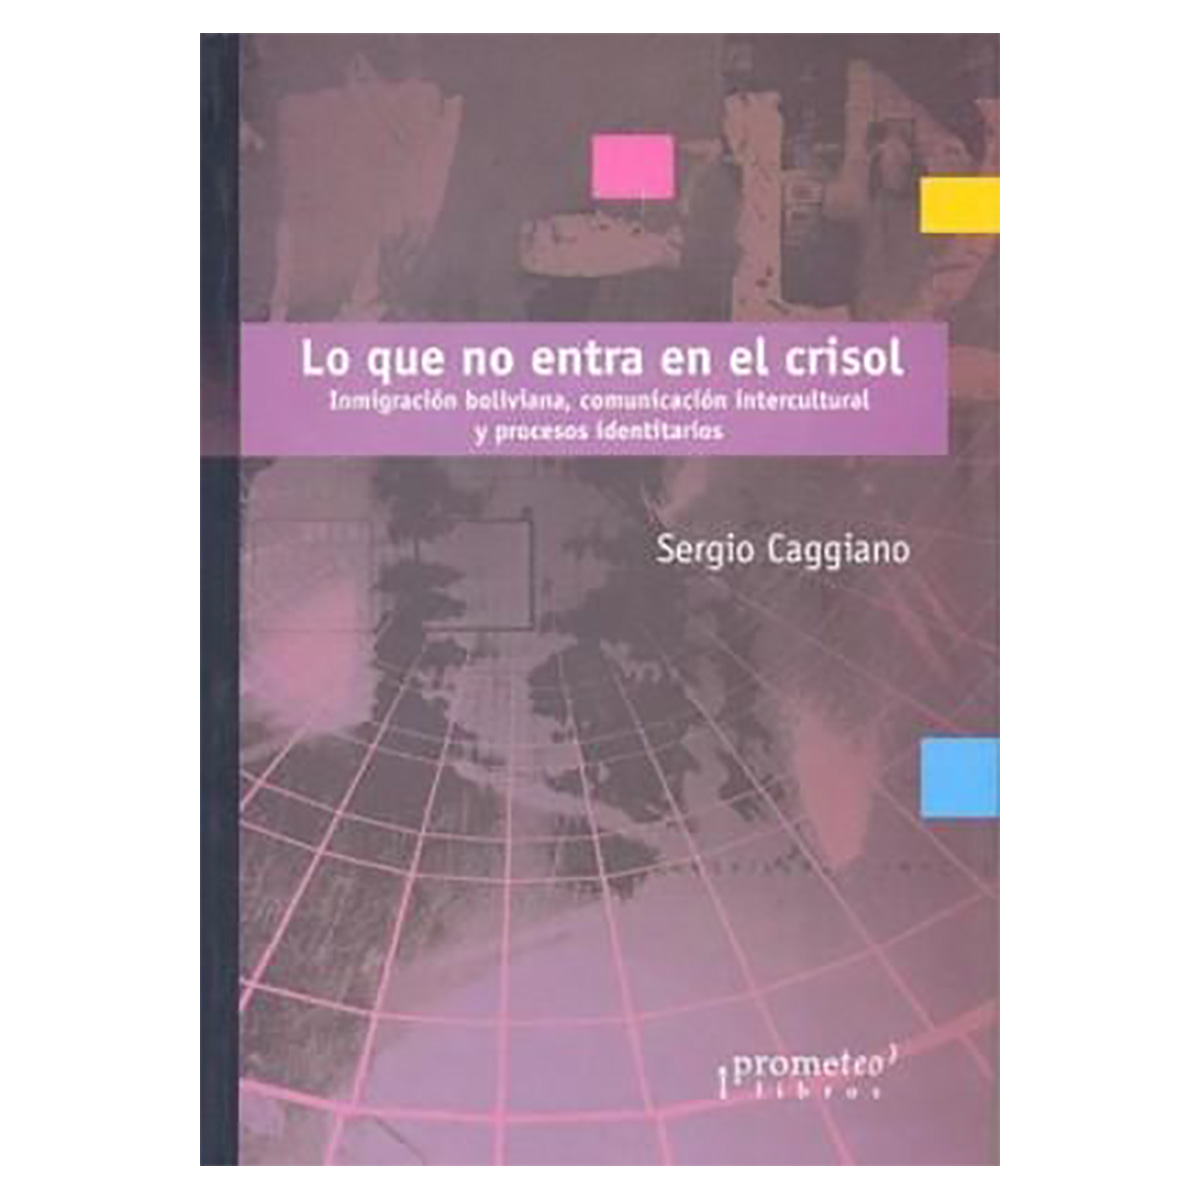 Lo que no entra en el crisol
Inmigración boliviana, comunicación intercultural
y procesos identitarios
Sergio Caggiano
prometeo
libros